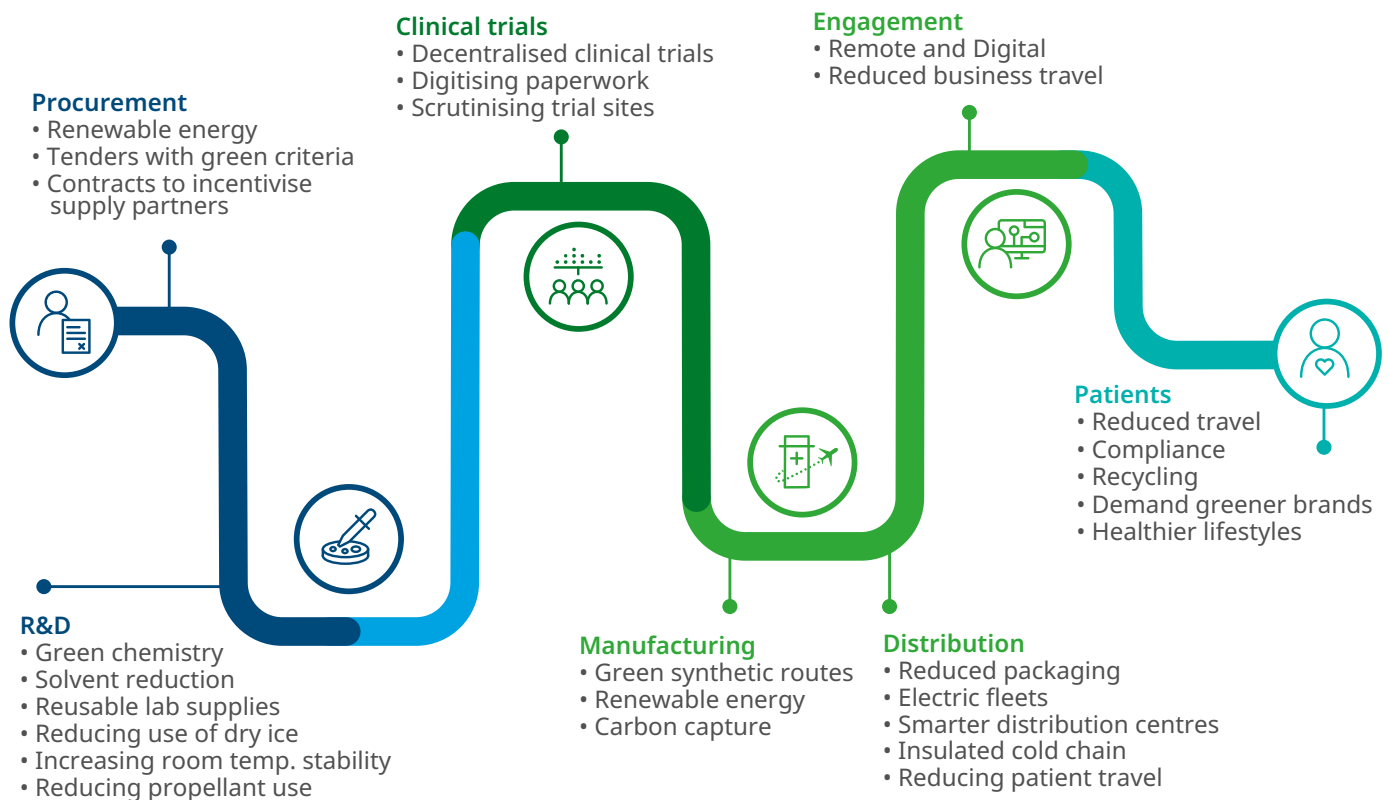 Procurement
• Renewable energy
• Tenders with green criteria
• Contracts to incentivise
supply partners
R&D
• Green chemistry
• Solvent reduction
• Reusable lab supplies
• Reducing use of dry ice
• Increasing room temp. stability
• Reducing propellant use
Clinical trials
• Decentralised clinical trials
• Digitising paperwork
• Scrutinising trial sites
Manufacturing
• Green synthetic routes
• Renewable energy
• Carbon capture
Distribution
• Reduced packaging
• Electric fleets
• Smarter distribution centres
• Insulated cold chain
• Reducing patient travel
Engagement
• Remote and Digital
• Reduced business travel
Patients
• Reduced travel
• Compliance
• Recycling
• Demand greener brands
• Healthier lifestyles